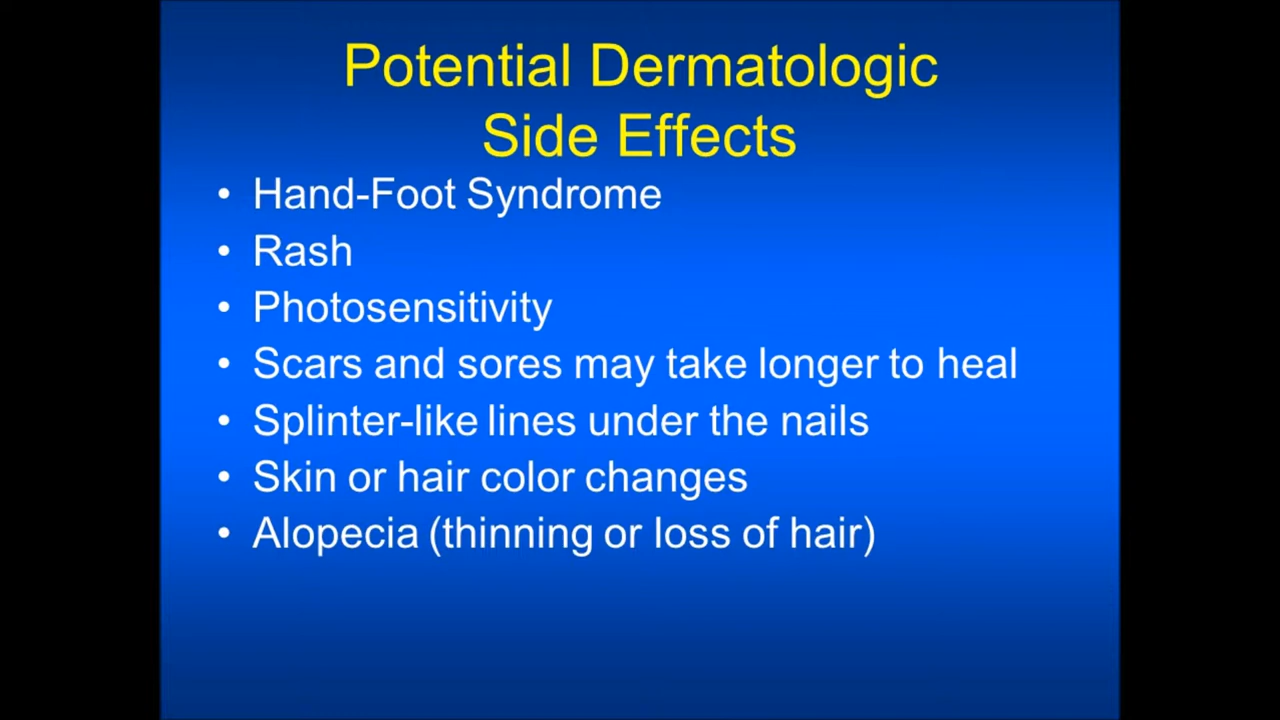 Potential Dermatologic
Side Effects
• Hand-Foot Syndrome
• Rash
• Photosensitivity
• Scars and sores may take longer to heal
• Splinter-like lines under the nails
• Skin or hair color changes
• Alopecia (thinning or loss of hair)